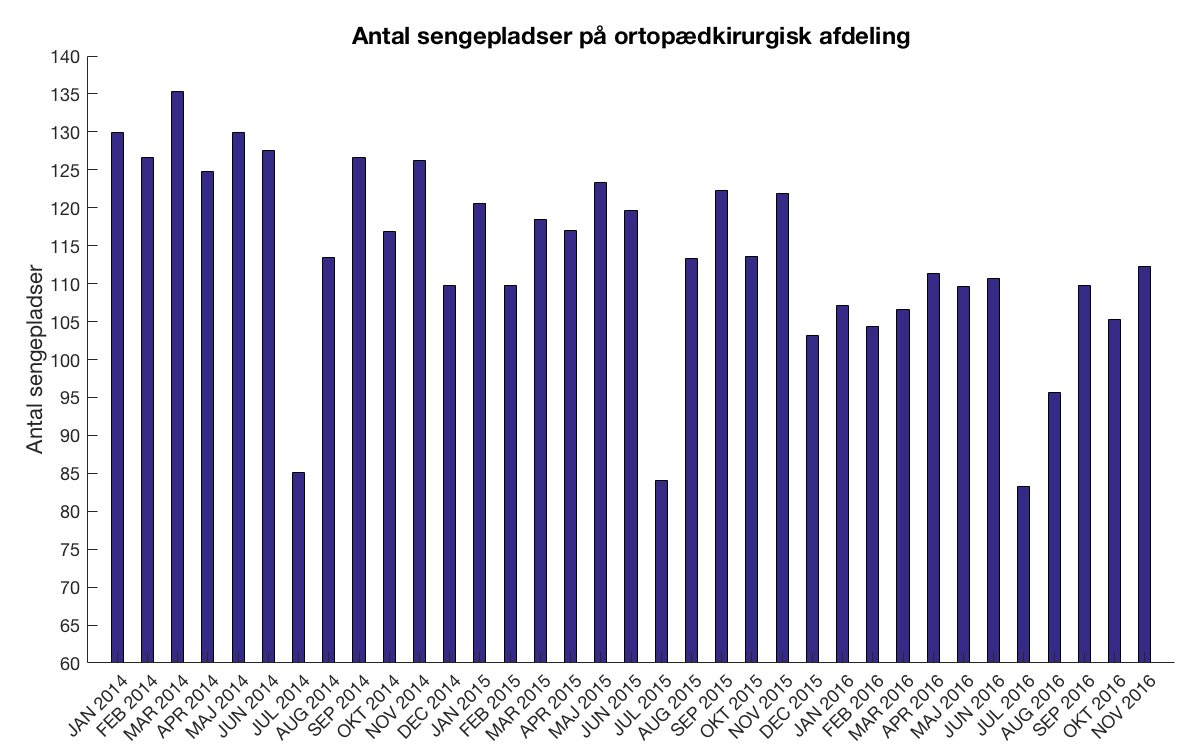 Antal sengepladser på ortopædkirurgisk afdeling
Antal sengepladser
140
135
130
125
120
115
110
105
100
95
90
85
80
75
70
65
60
JAN 2014
FEB 2014
MAR 2014
APR 2014
MAJ 2014
JUN 2014
JUL 2014
AUG 2014
SEP 2014
OKT 2014
NOV 2014
DEC 2014
JAN 2015
FEB 2015
MAR 2015
APR 2015
MAJ 2015
JUN 2015
JUL 2015
AUG 2015
SEP 2015
OKT 2015
NOV 2015
DEC 2015
JAN 2016
FEB 2016
MAR 2016
APR 2016
MAJ 2016
JUN 2016
JUL 2016
AUG 2016
SEP 2016
OKT 2016
NOV 2016